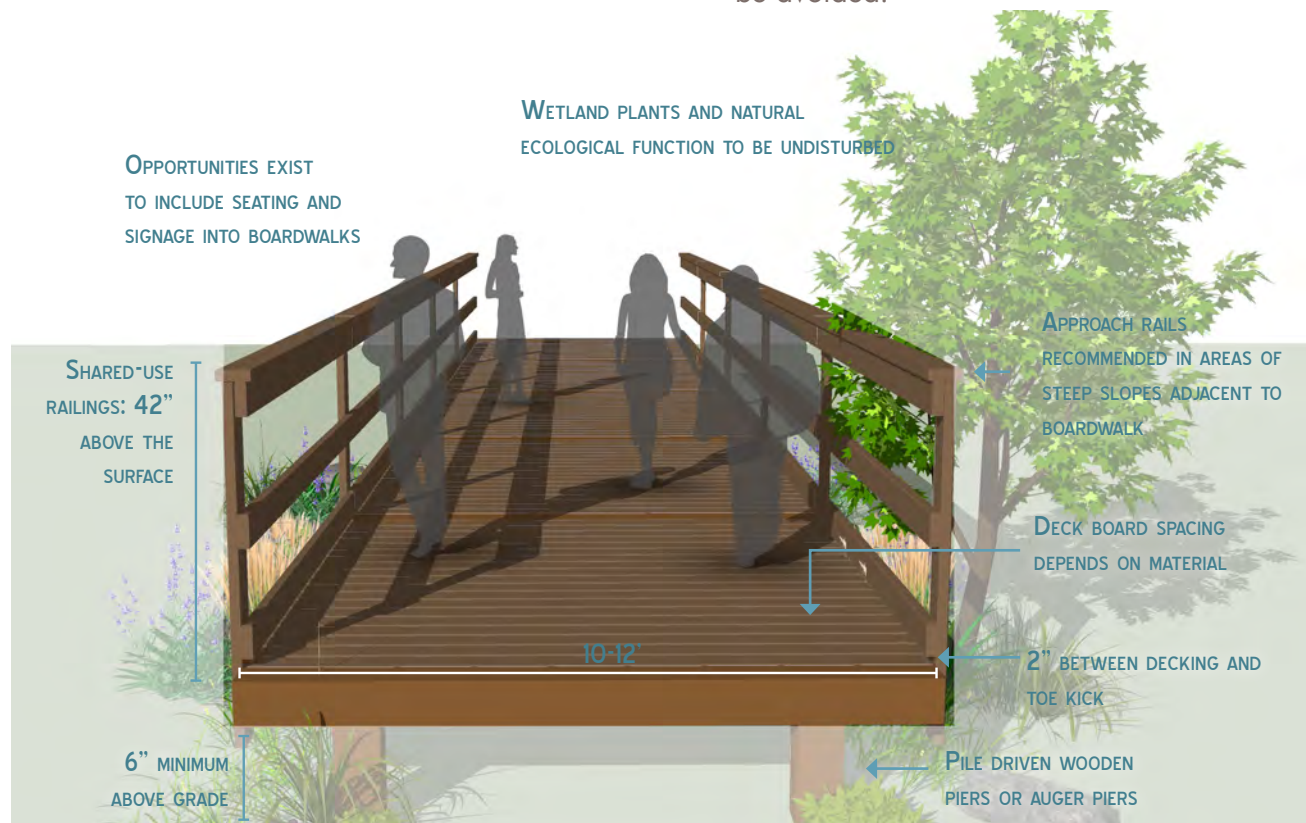 be avoided.
Wetland plants and natural
ecological function to be undisturbed
Opportunities exist
to include seating and
signage into boardwalks
Approach rails
recommended in areas of
steep slopes adjacent to
boardwalk
Shared-use
railings: 42”
above the
surface
Deck board spacing
depends on material
10-12’
2” between decking and
toe kick
6” minimum
above grade
Pile driven wooden
piers or auger piers